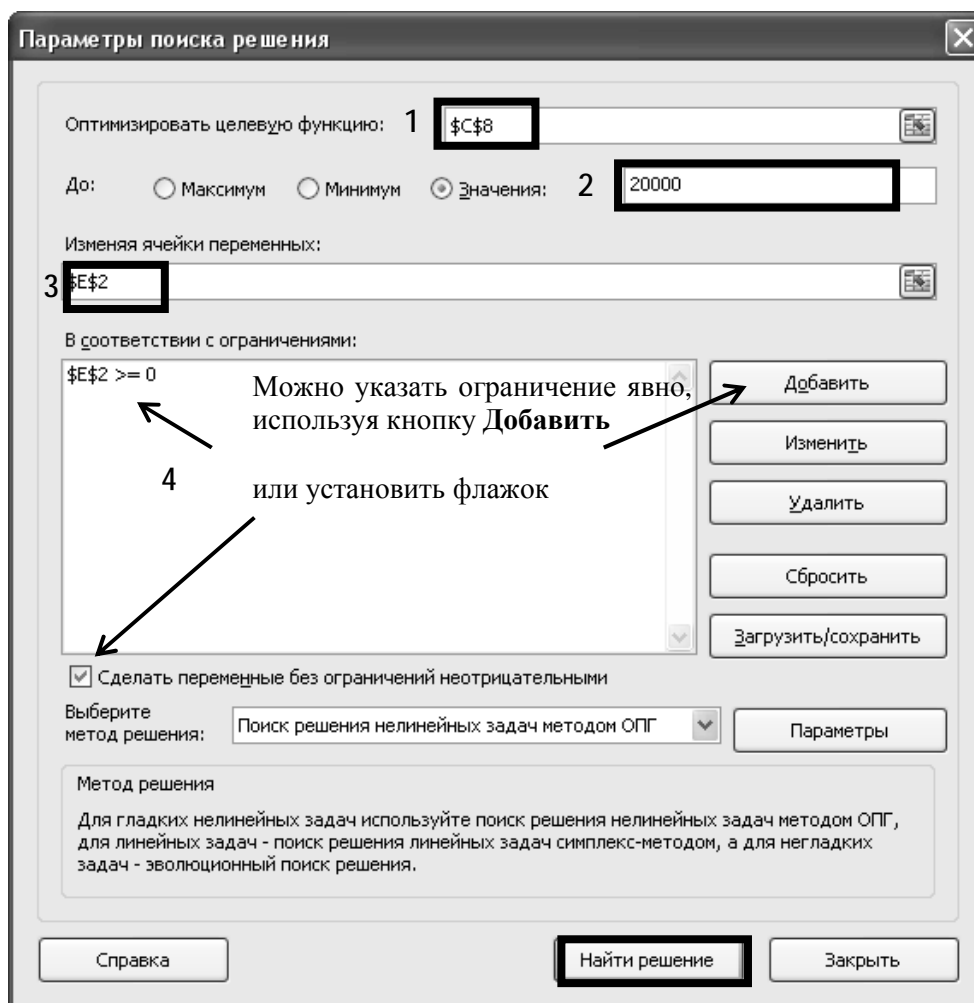 Параметры поиска решения
Оптимизировать целевую функцию: 1 $C$8
До: Максимум Минимум Значения: 2 20000
Изменяя ячейки переменных:
3 $E$2
В соответствии с ограничениями:
$E$2 >= 0
Можно указать ограничение явно,
используя кнопку Добавить
4
или установить флажок
Добавить
Изменить
Удалить
Сбросить
Загрузить/сохранить
Сделать переменные без ограничений неотрицательными
Выберите
метод решения:
Поиск решения нелинейных задач методом ОПГ
Параметры
Метод решения
Для гладких нелинейных задач используйте поиск решения нелинейных задач методом ОПГ,
для линейных задач - поиск решения линейных задач симплекс-методом, а для негладких
задач - эволюционный поиск решения.
Справка
Найти решение
Закрыть